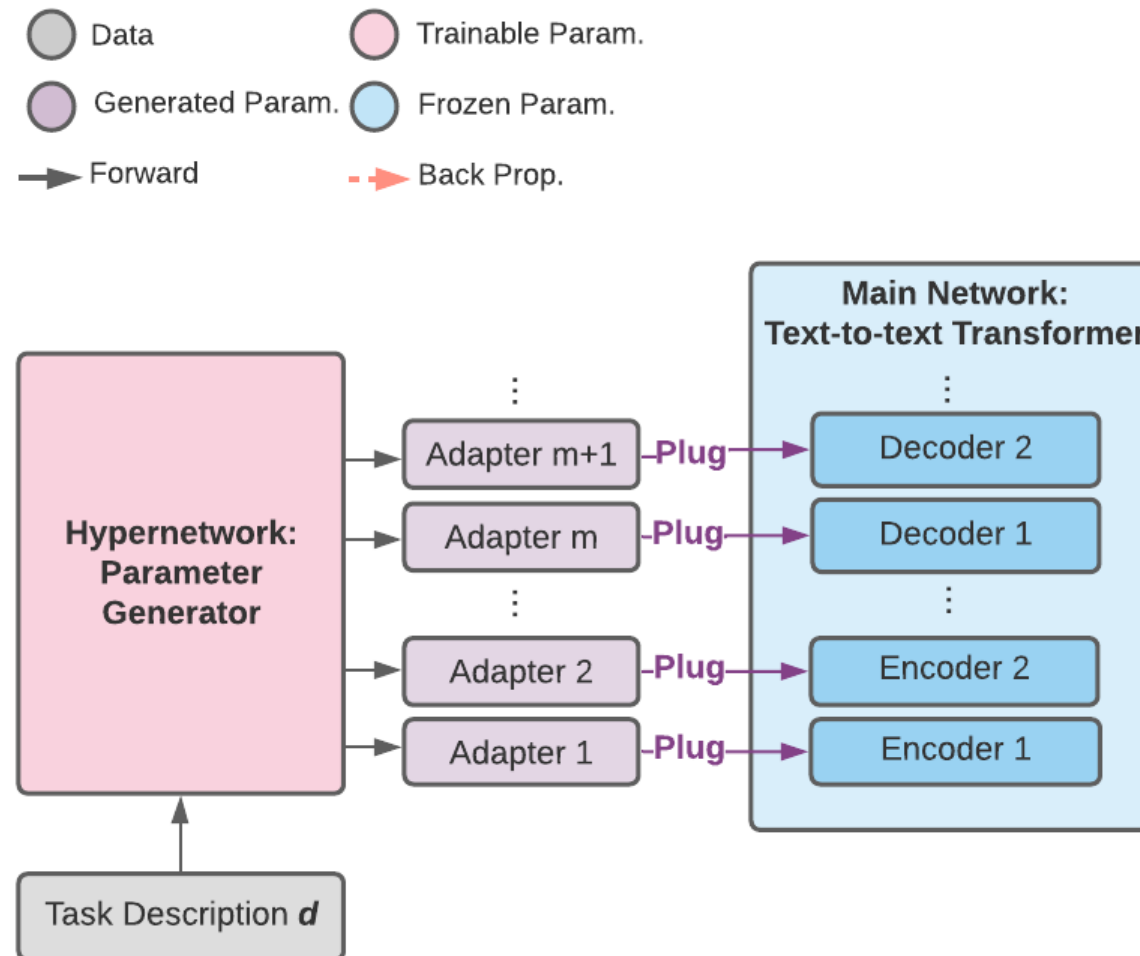 Data
Trainable Param.
Generated Param.
Frozen Param.
Forward
Back Prop.
Main Network:
Text-to-text Transformer
Hypernetwork:
Parameter
Generator
Adapter m+1
Plug
Decoder 2
Adapter m
Plug
Decoder 1
Adapter 2
Plug
Encoder 2
Adapter 1
Plug
Encoder 1
Task Description d